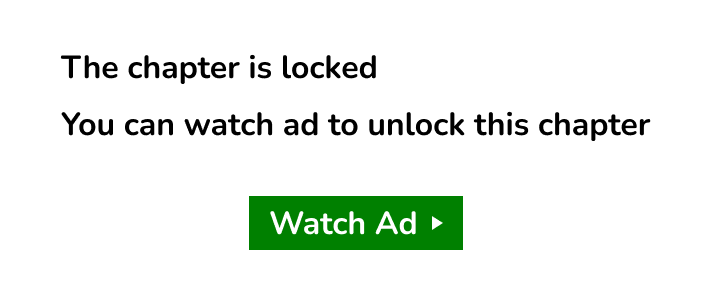 The chapter is locked
You can watch ad to unlock this chapter
Watch Ad